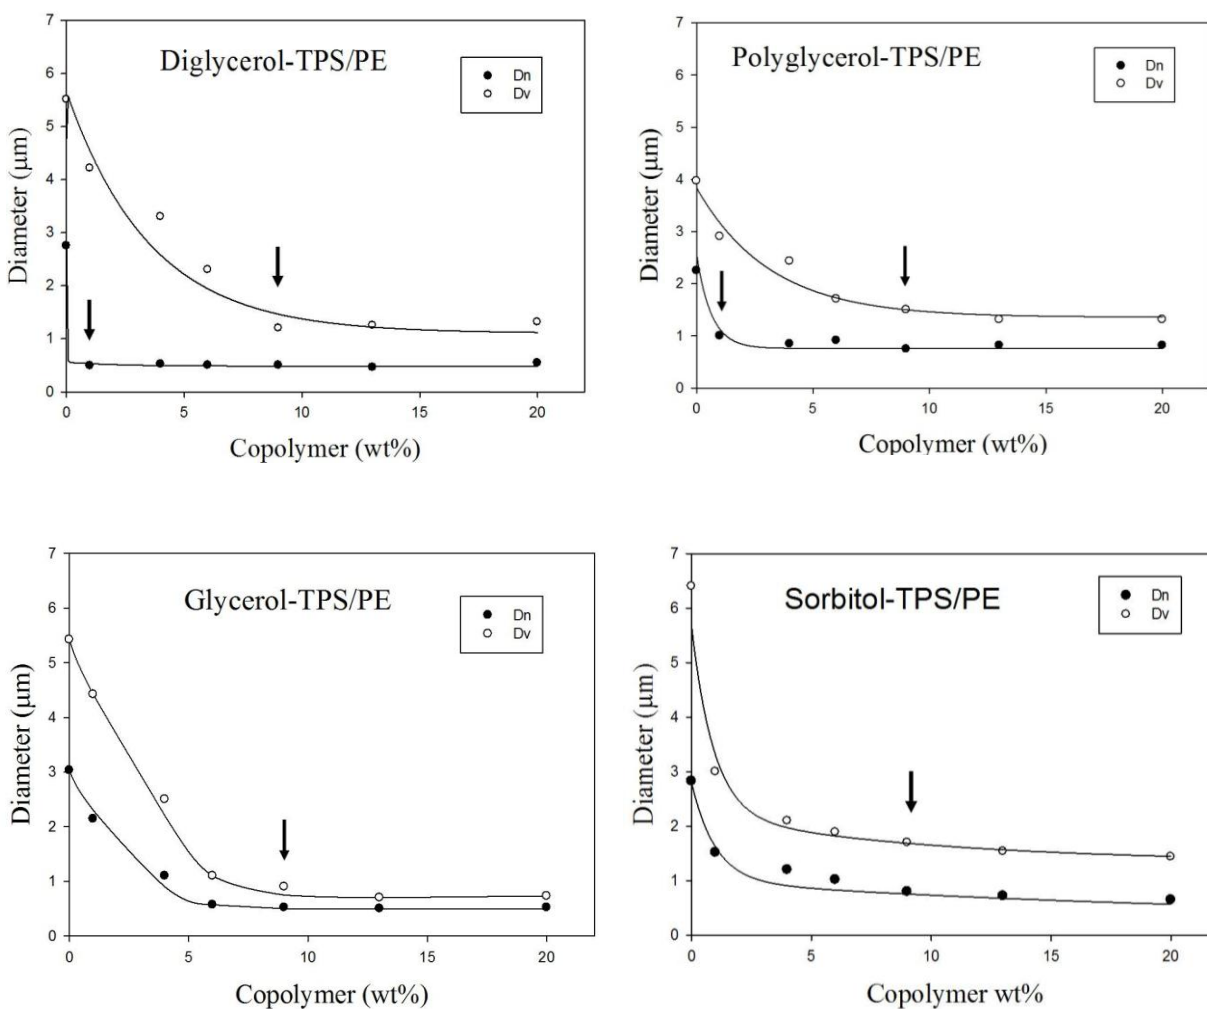 Diglycerol-TPS/PE
Dn
Dv
Diameter (μm)
7
6
5
4
3
2
1
0
0 5 10 15 20
Copolymer (wt%)
Polyglycerol-TPS/PE
Dn
Dv
Diameter (μm)
7
6
5
4
3
2
1
0
0 5 10 15 20
Copolymer (wt%)
Glycerol-TPS/PE
Dn
Dv
Diameter (μm)
7
6
5
4
3
2
1
0
0 5 10 15 20
Copolymer (wt%)
Sorbitol-TPS/PE
Dn
Dv
Diameter (μm)
7
6
5
4
3
2
1
0
0 5 10 15 20
Copolymer wt%